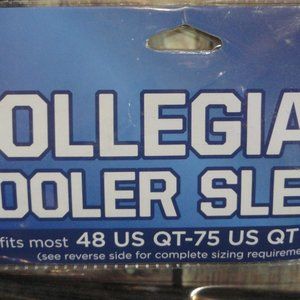 OLLEGIA
OOLER SLE
fits most 48 US QT-75 US QT
(see reverse side for complete sizing requireme